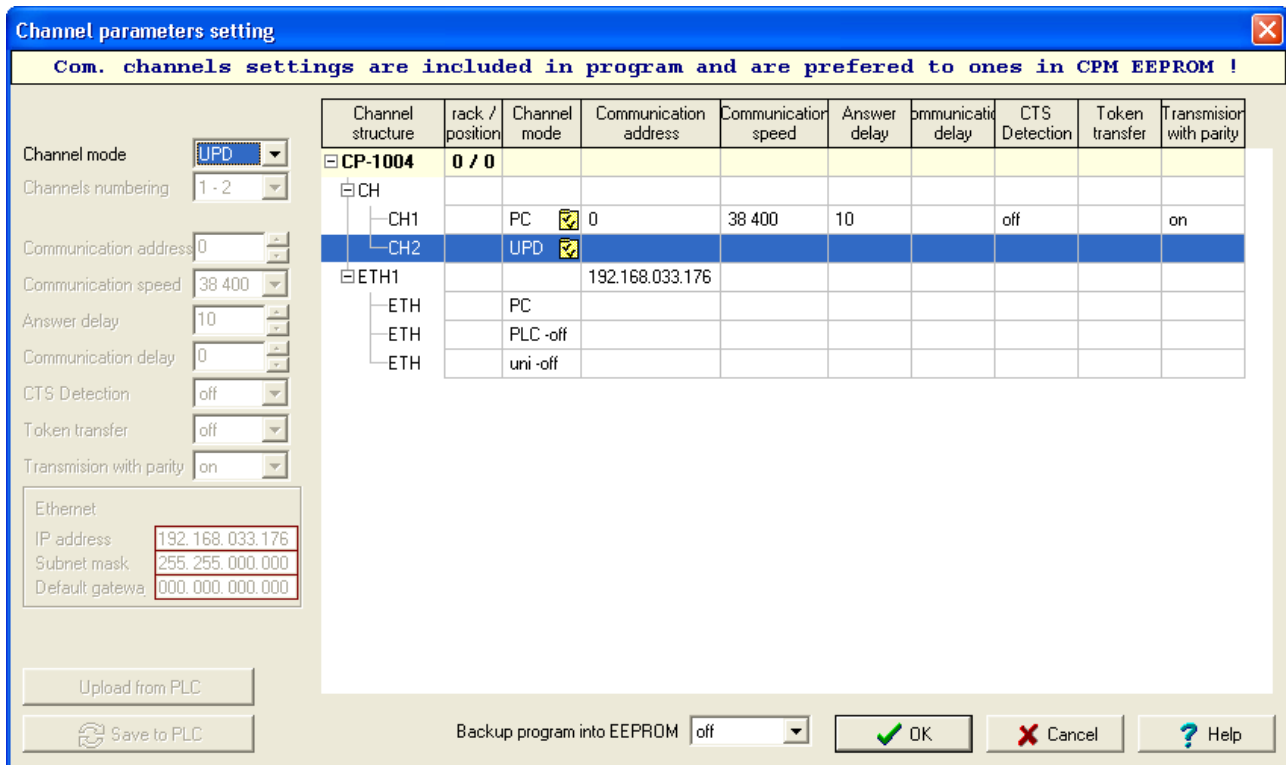 Channel parameters setting
Com. channels settings are included in program and are prefered to ones in CPM EEPROM !
Channel mode UPD
Channels numbering 1 - 2
Communication address 0
Communication speed 38 400
Answer delay 10
Communication delay 0
CTS Detection off
Token transfer off
Transmision with parity on
Ethernet
IP address 192.168.033.176
Subnet mask 255.255.000.000
Default gatewa 000.000.000.000
Upload from PLC
Save to PLC
Channel structure rack / position Channel mode Communication address Communication speed Answer delay ommunicatio delay CTS Detection Token transfer Transmision with parity
CP-1004 0 / 0
CH
CH1 PC 0 38 400 10 off on
CH2 UPD
ETH1 192.168.033.176
ETH PC
ETH PLC -off
ETH uni -off
Backup program into EEPROM off
OK
Cancel
? Help